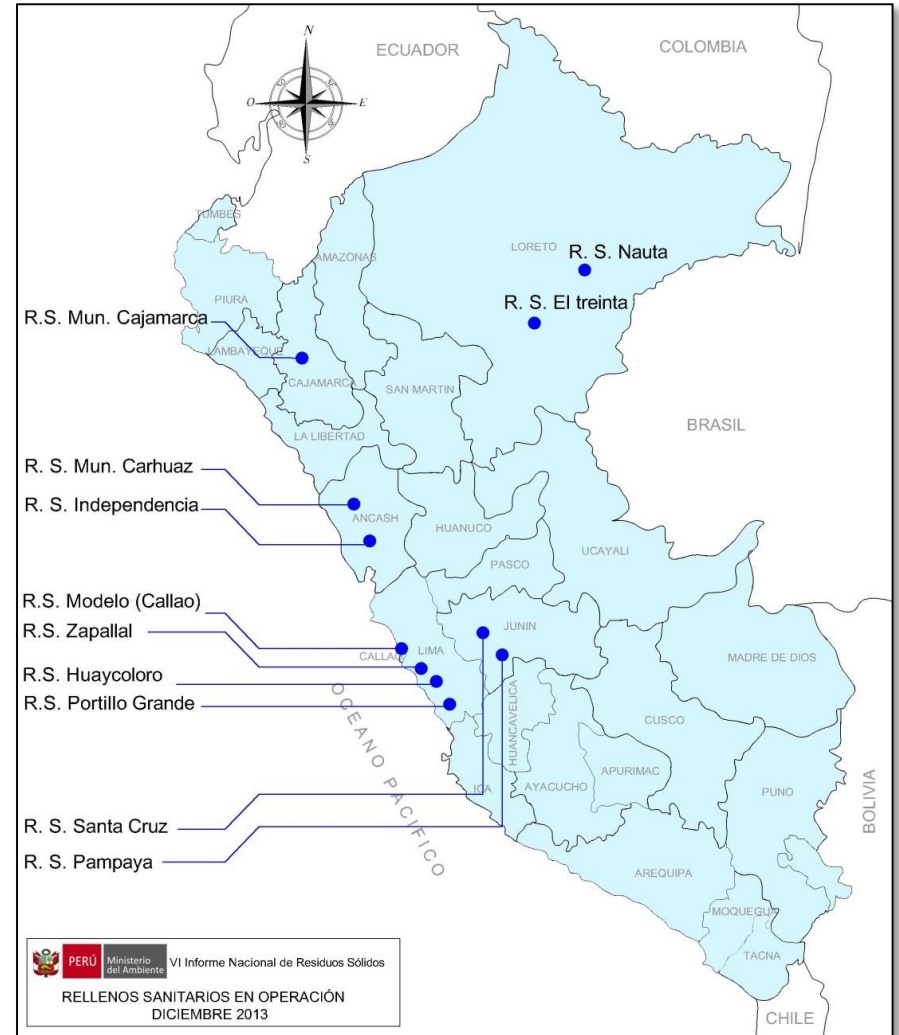 N
ECUADOR
COLOMBIA
O
E
S
TUMBES
LORETO
R. S. Nauta
AMAZONAS
PIURA
R. S. El treinta
R.S. Mun. Cajamarca
LAMBAYEQUE
CAJAMARCA
SAN MARTIN
BRASIL
LA LIBERTAD
R. S. Mun. Carhuaz
R. S. Independencia
ANCASH
HUANUCO
UCAYALI
PASCO
R.S. Modelo (Callao)
R.S. Zapallal
CALLAO
LIMA
JUNIN
MADRE DE DIOS
R.S. Huaycoloro
R.S. Portillo Grande
HUANCAVELICA
CUSCO
OCEANO PACIFICO
ICA
AYACUCHO
APURIMAC
PUNO
BOLIVIA
R. S. Santa Cruz
R. S. Pampaya
AREQUIPA
MOQUEGUA
TACNA
CHILE
PERÚ
Ministerio
del Ambiente
VI Informe Nacional de Residuos Sólidos
RELLENOS SANITARIOS EN OPERACIÓN
DICIEMBRE 2013